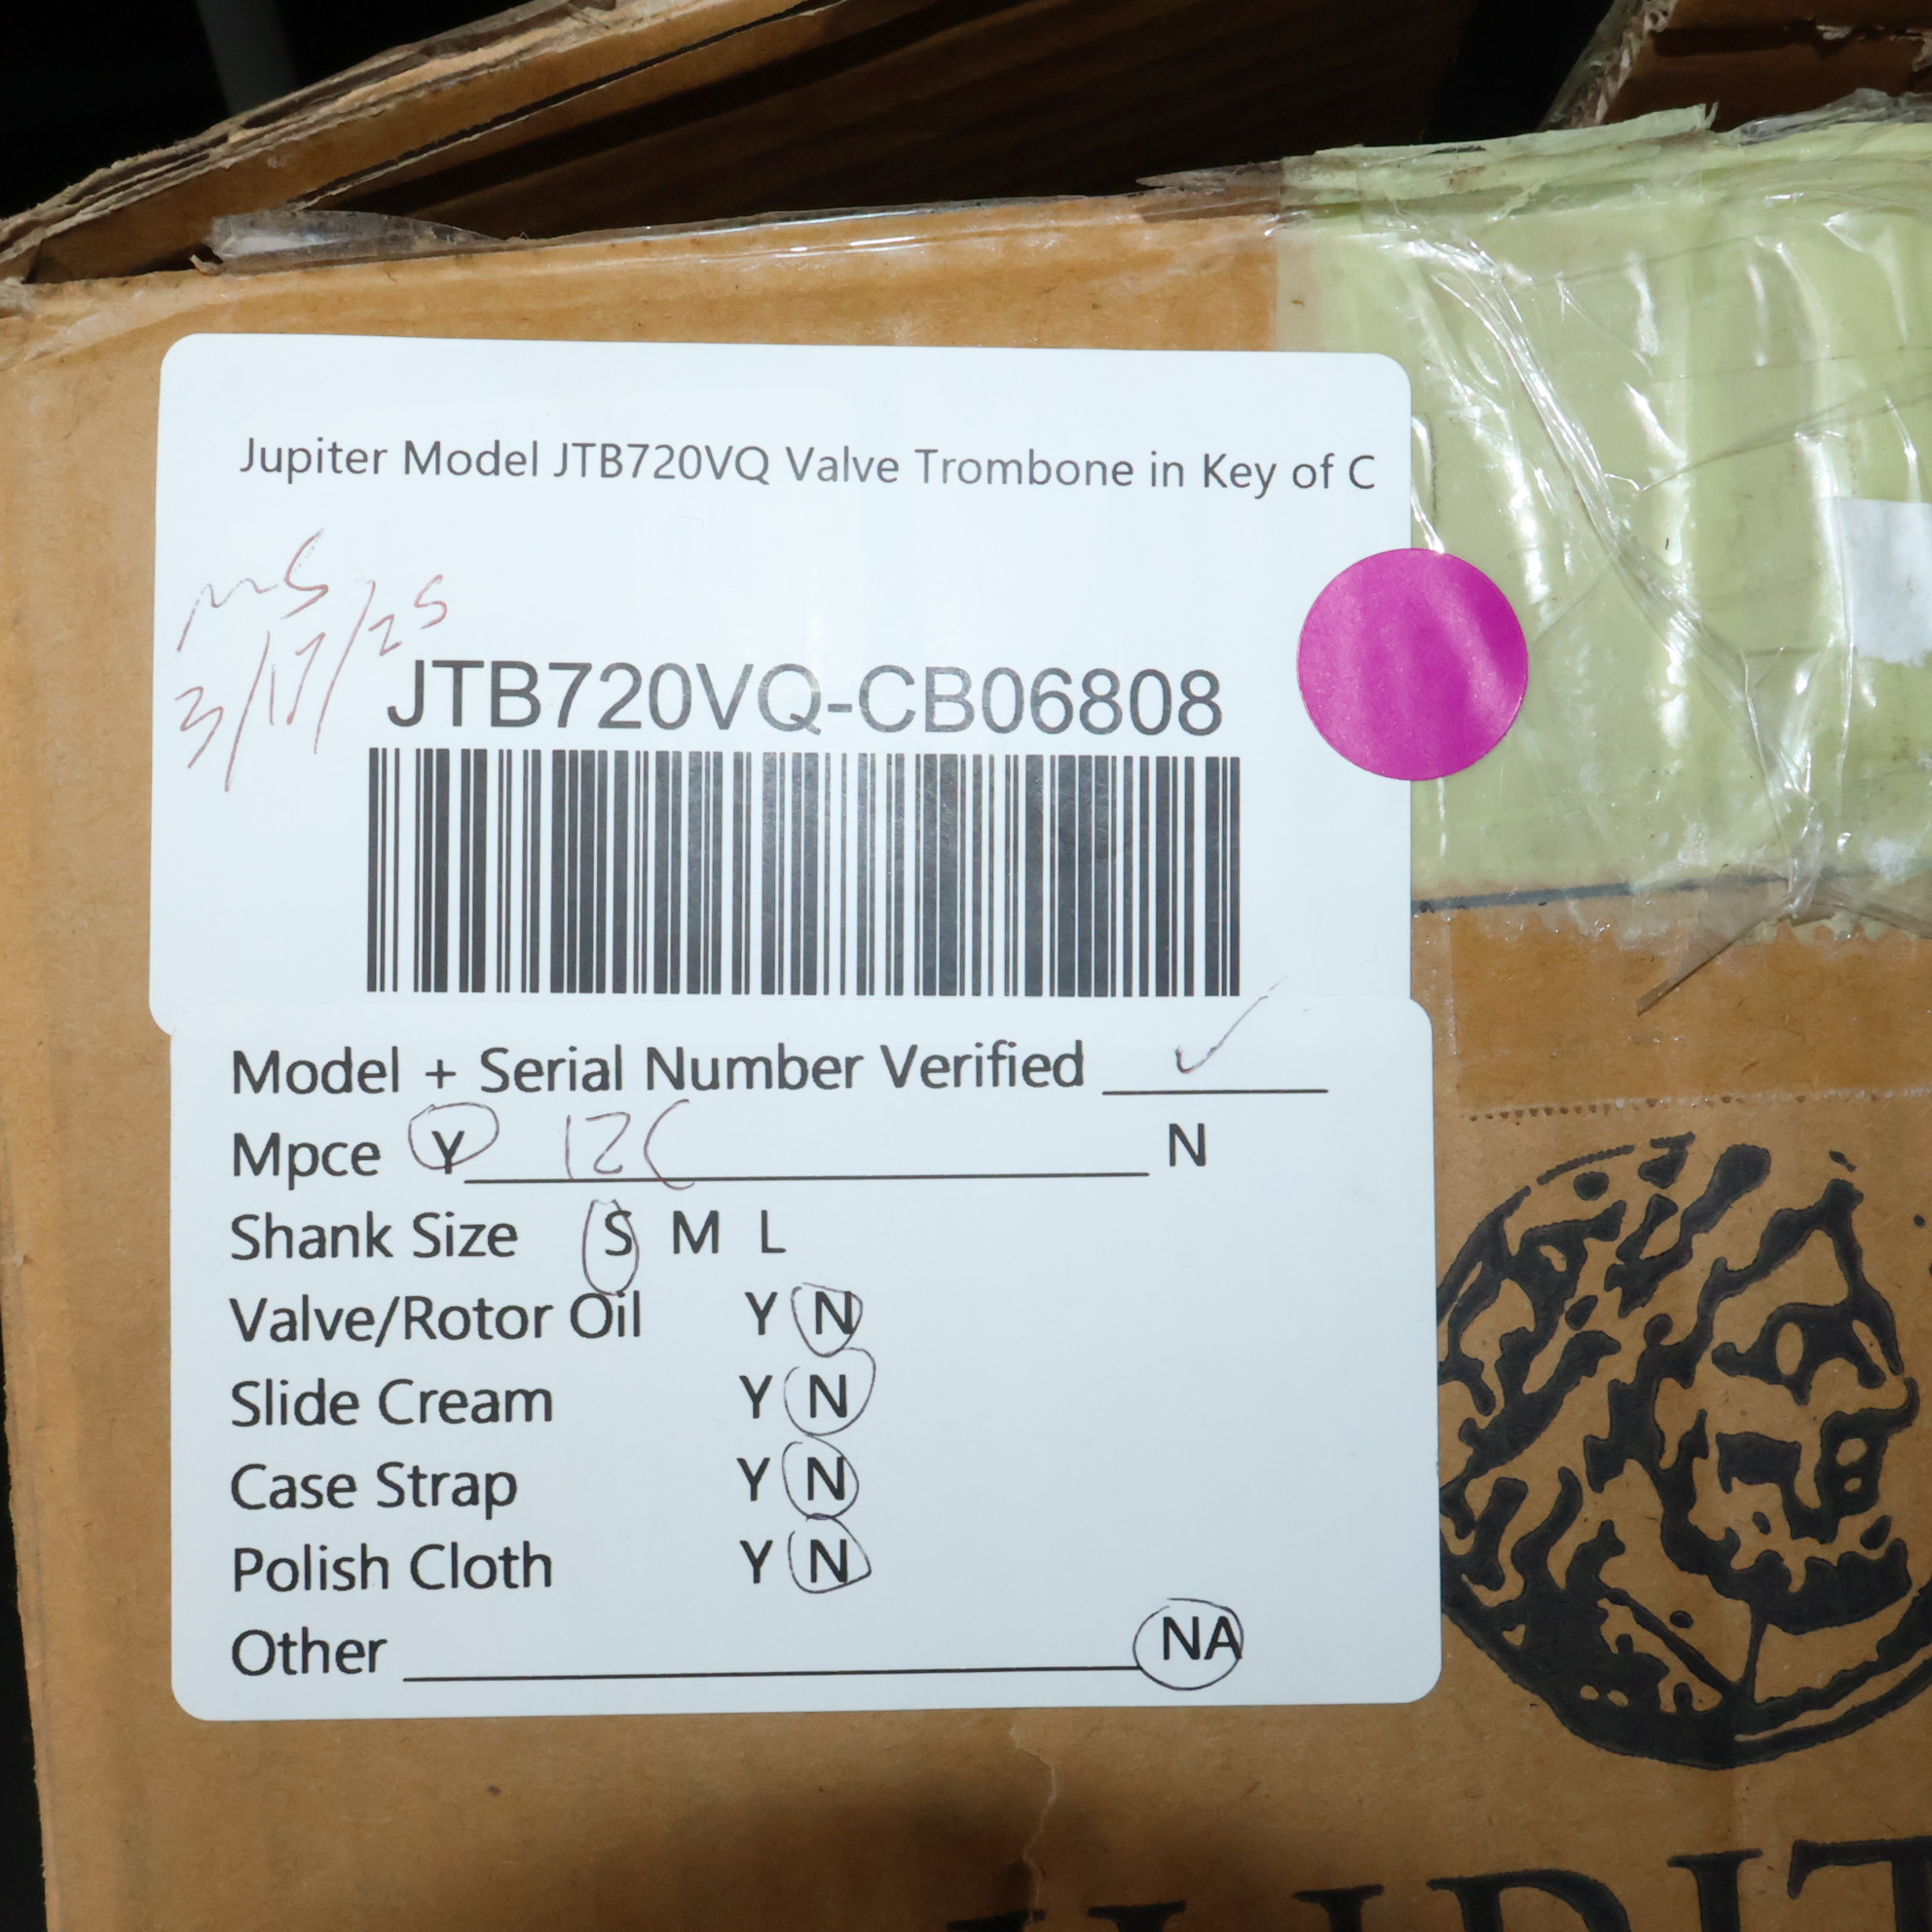 Jupiter Model JTB720VQ Valve Trombone in Key of C
MS
3/17/25
JTB720VQ-CB06808
Model + Serial Number Verified ✓
Mpce Y 12C N
Shank Size S M L
Valve/Rotor Oil Y N
Slide Cream Y N
Case Strap Y N
Polish Cloth Y N
Other NA